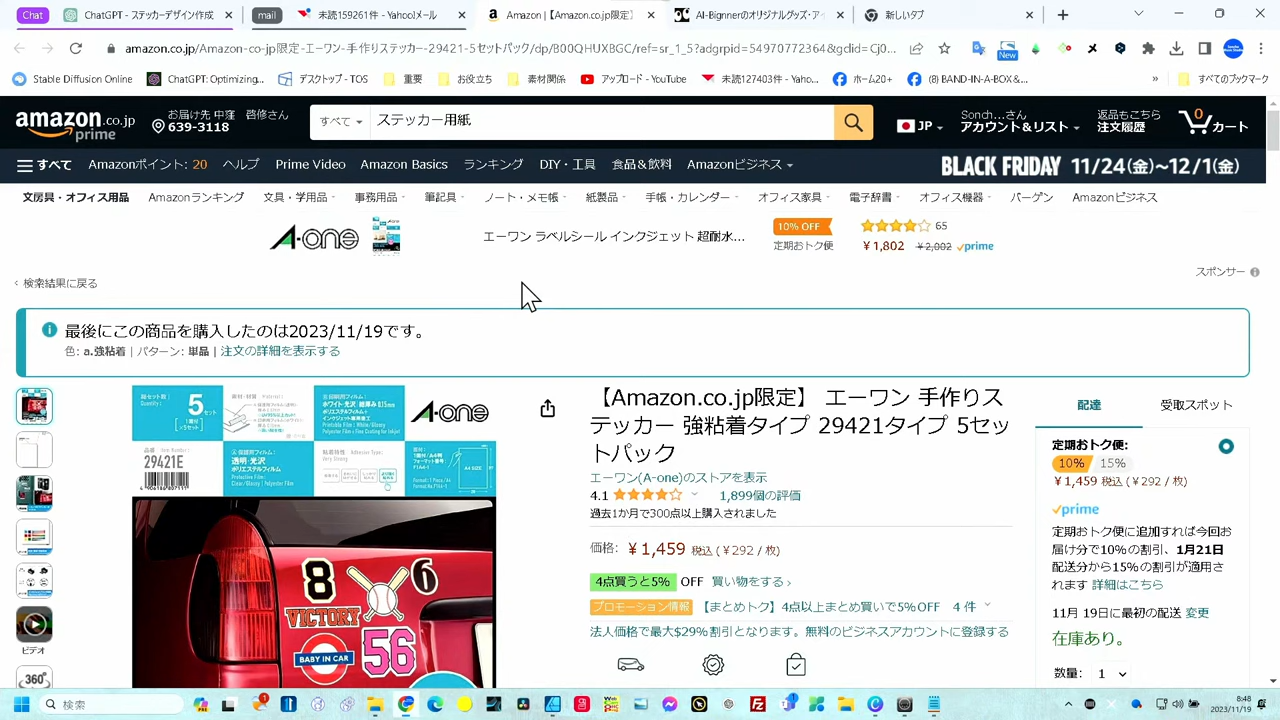 Chat
ChatGPT - ステッカーデザイン作成
mail
未読159261件 - Yahoo!メール
Amazon |【Amazon.co.jp限定】
AI-Bgmのオリジナルグッズ・ア
新しいタブ
amazon.co.jp/Amazon-co-jp限定-エーワン-手作りステッカー-29421-5セットパック/dp/B00QHUXBGC/ref=sr_1_5?adgrpid=54970772364&gclid=Cj0...
New
Stable Diffusion Online
ChatGPT: Optimizing...
デスクトップ - TOS
重要
お役立ち
素材関係
アップロード - YouTube
未読127403件 - Yaho...
ホーム20+
(8) BAND-IN-A-BOX＆...
»
すべてのブックマーク
amazon.co.jp
prime
お届け先 中窪 啓修さん
639-3118
すべて
ステッカー用紙
JP
Sonch...さん
アカウント＆リスト
返品もこちら
注文履歴
0
カート
すべて
Amazonポイント: 20
ヘルプ
Prime Video
Amazon Basics
ランキング
DIY・工具
食品＆飲料
Amazonビジネス
BLACK FRIDAY 11/24(金)～12/1(金)
文房具・オフィス用品
Amazonランキング
文具・学用品
事務用品
筆記具
ノート・メモ帳
紙製品
手帳・カレンダー
オフィス家具
電子辞書
オフィス機器
バーゲン
Amazonビジネス
A-one
エーワン ラベルシール インクジェット 超耐水...
10% OFF
定期おトク便
65
¥1,802
¥2,002
prime
スポンサー
‹ 検索結果に戻る
最後にこの商品を購入したのは2023/11/19です。
色: a.強粘着 | パターン: 単品 | 注文の詳細を表示する
5セット
A-one
29421E
透明・光沢
ポリエステルフィルム
A4 SIZE
8
6
VICTORY
56
BABY IN CAR
ビデオ
360°
【Amazon.co.jp限定】 エーワン 手作りス
テッカー 強粘着タイプ 29421タイプ 5セッ
トパック
エーワン(A-one)のストアを表示
4.1
1,899個の評価
過去1か月で300点以上購入されました
価格: ¥1,459 税込 (¥292 / 枚)
4点買うと5% OFF 買い物をする ›
プロモーション情報 【まとめトク】4点以上まとめ買いで5％OFF 4 件
法人価格で最大$29％割引となります。無料のビジネスアカウントに登録する
配達
受取スポット
定期おトク便:
10%
15%
¥1,459 税込 (¥292 / 枚)
prime
定期おトク便に追加すれば今回お
届け分で10％の割引、1月21日
配送分から15％の割引が適用さ
れます 詳細はこちら
11月 19日に最初の配送 変更
在庫あり。
数量: 1
検索
8:48
2023/11/19